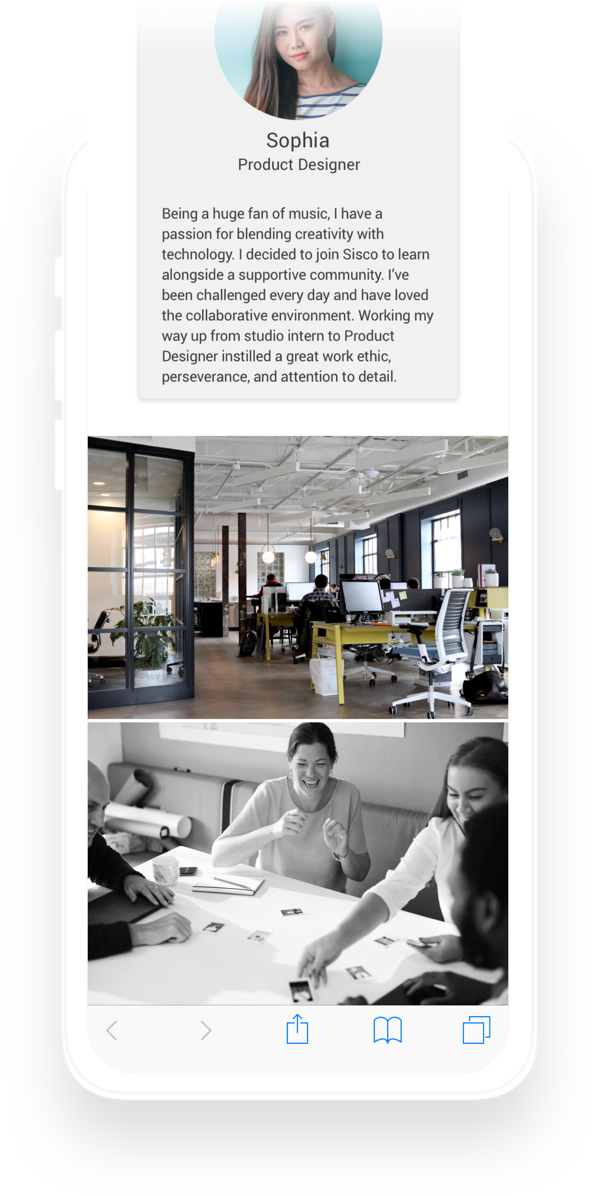 Sophia
Product Designer
Being a huge fan of music, I have a
passion for blending creativity with
technology. I decided to join Sisco to learn
alongside a supportive community. I’ve
been challenged every day and have loved
the collaborative environment. Working my
way up from studio intern to Product
Designer instilled a great work ethic,
perseverance, and attention to detail.